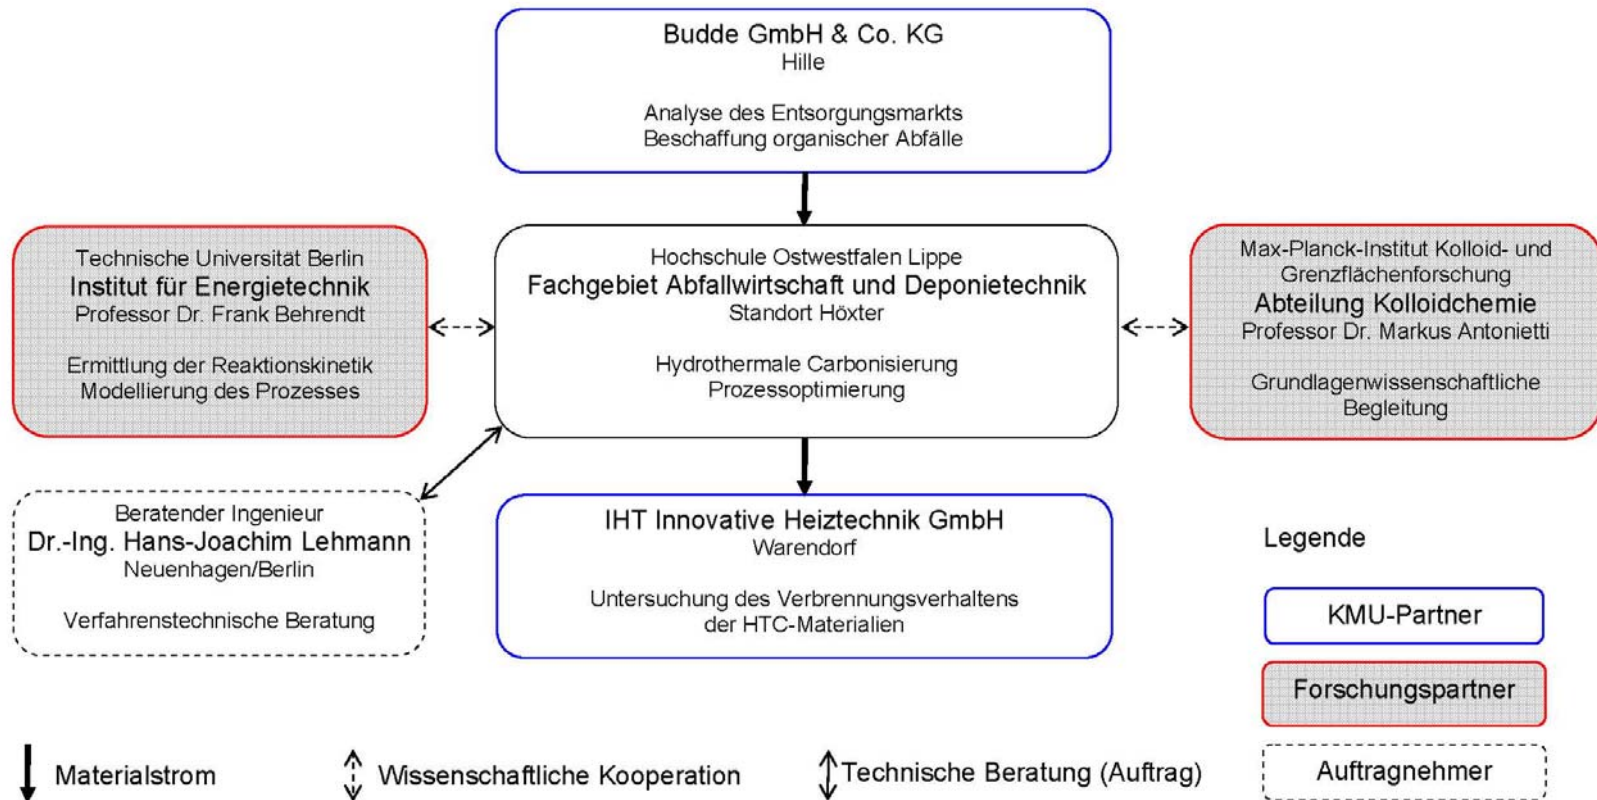 Budde GmbH & Co. KG
Hille
Analyse des Entsorgungsmarkts
Beschaffung organischer Abfälle
Technische Universität Berlin
Institut für Energietechnik
Professor Dr. Frank Behrendt
Ermittlung der Reaktionskinetik
Modellierung des Prozesses
Hochschule Ostwestfalen Lippe
Fachgebiet Abfallwirtschaft und Deponietechnik
Standort Höxter
Hydrothermale Carbonisierung
Prozessoptimierung
Max-Planck-Institut Kolloid- und
Grenzflächenforschung
Abteilung Kolloidchemie
Professor Dr. Markus Antonietti
Grundlagenwissenschaftliche
Begleitung
Beratender Ingenieur
Dr.-Ing. Hans-Joachim Lehmann
Neuenhagen/Berlin
Verfahrenstechnische Beratung
IHT Innovative Heiztechnik GmbH
Warendorf
Untersuchung des Verbrennungsverhaltens
der HTC-Materialien
Legende
KMU-Partner
Forschungspartner
Auftragnehmer
Materialstrom
Wissenschaftliche Kooperation
Technische Beratung (Auftrag)